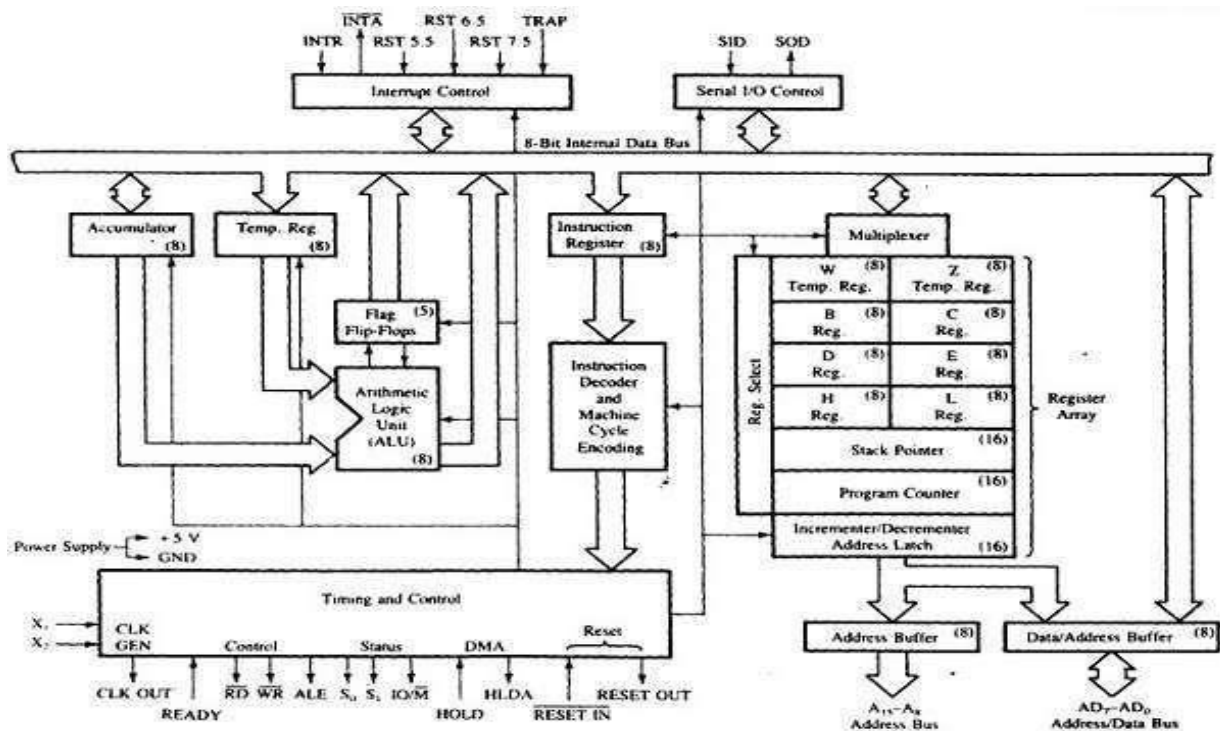 INTA
RST 6.5
TRAP
INTR
RST 5.5
RST 7.5
SID
SOD
Interrupt Control
Serial I/O Control
8-Bit Internal Data Bus
Accumulator
(8)
Temp. Reg
(8)
Instruction
Register
(8)
Multiplexer
W
(8)
Temp. Reg.
Z
(8)
Temp. Reg.
B
(8)
Reg.
C
(8)
Reg.
D
(8)
Reg.
E
(8)
Reg.
H
(8)
Reg.
L
(8)
Reg.
Reg. Select
Stack Pointer
(16)
Program Counter
(16)
Incrementer/Decrementer
Address Latch
(16)
Register
Array
Flag
(5)
Flip-Flops
Arithmetic
Logic
Unit
(ALU)
(8)
Instruction
Decoder
and
Machine
Cycle
Encoding
Power Supply
+5 V
GND
Timing and Control
X₁
X₂
CLK
GEN
Control
Status
DMA
Reset
CLK OUT
READY
RD
WR
ALE
S₀
S₁
IO/M
HOLD
HLDA
RESET IN
RESET OUT
Address Buffer
(8)
Data/Address Buffer
(8)
A₁₅–A₈
Address Bus
AD₇–AD₀
Address/Data Bus